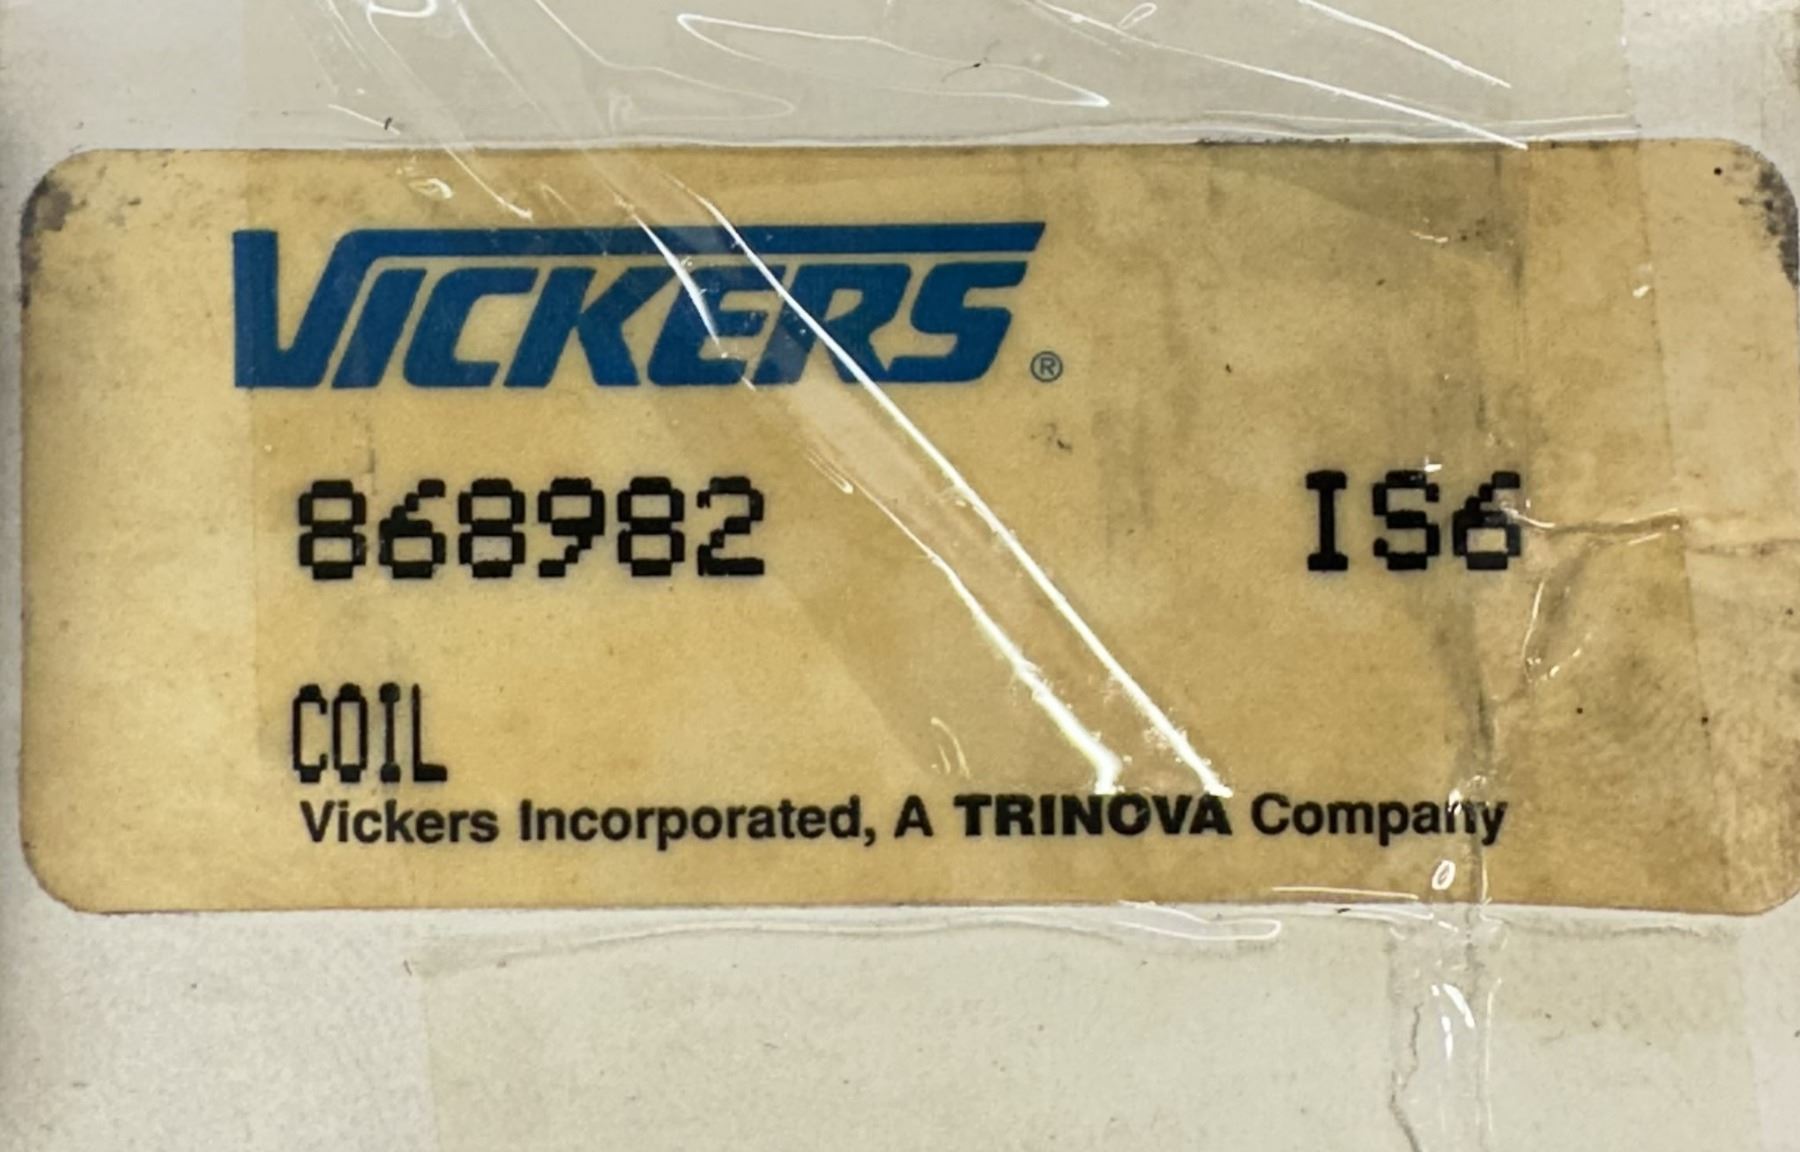 VICKERS®
868982 IS6
COIL
Vickers Incorporated, A TRINOVA Company